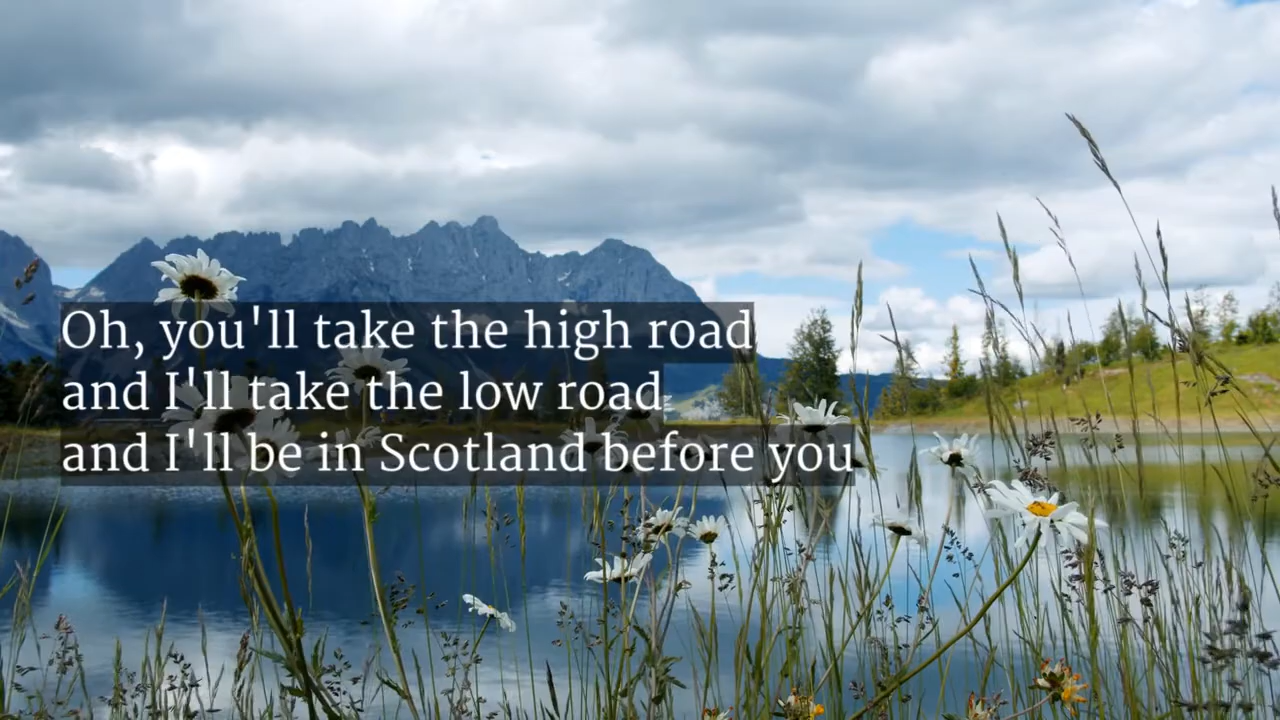 Oh, you'll take the high road
and I'll take the low road
and I'll be in Scotland before you